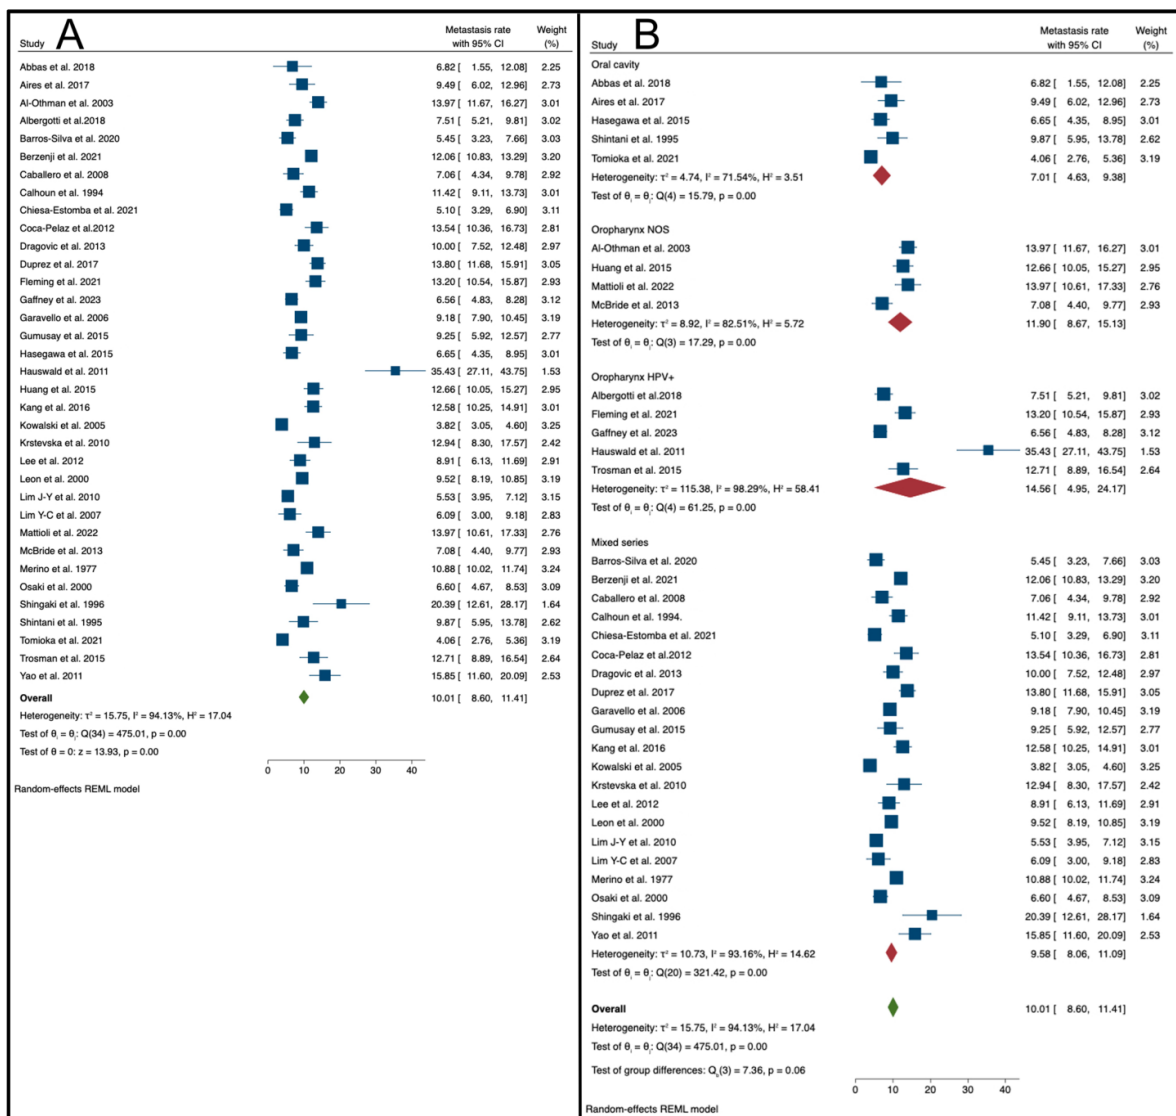 A
Metastasis rate Weight
Study with 95% CI (%)
Abbas et al. 2018 6.82 [ 1.55, 12.08] 2.25
Aires et al. 2017 9.49 [ 6.02, 12.96] 2.73
Al-Othman et al. 2003 13.97 [ 11.67, 16.27] 3.01
Albergotti et al.2018 7.51 [ 5.21, 9.81] 3.02
Barros-Silva et al. 2020 5.45 [ 3.23, 7.66] 3.03
Berzenji et al. 2021 12.06 [ 10.83, 13.29] 3.20
Caballero et al. 2008 7.06 [ 4.34, 9.78] 2.92
Calhoun et al. 1994 11.42 [ 9.11, 13.73] 3.01
Chiesa-Estomba et al. 2021 5.10 [ 3.29, 6.90] 3.11
Coca-Pelaz et al.2012 13.54 [ 10.36, 16.73] 2.81
Dragovic et al. 2013 10.00 [ 7.52, 12.48] 2.97
Duprez et al. 2017 13.80 [ 11.68, 15.91] 3.05
Fleming et al. 2021 13.20 [ 10.54, 15.87] 2.93
Gaffney et al. 2023 6.56 [ 4.83, 8.28] 3.12
Garavello et al. 2006 9.18 [ 7.90, 10.45] 3.19
Gumusay et al. 2015 9.25 [ 5.92, 12.57] 2.77
Hasegawa et al. 2015 6.65 [ 4.35, 8.95] 3.01
Hauswald et al. 2011 35.43 [ 27.11, 43.75] 1.53
Huang et al. 2015 12.66 [ 10.05, 15.27] 2.95
Kang et al. 2016 12.58 [ 10.25, 14.91] 3.01
Kowalski et al. 2005 3.82 [ 3.05, 4.60] 3.25
Krstevska et al. 2010 12.94 [ 8.30, 17.57] 2.42
Lee et al. 2012 8.91 [ 6.13, 11.69] 2.91
Leon et al. 2000 9.52 [ 8.19, 10.85] 3.19
Lim J-Y et al. 2010 5.53 [ 3.95, 7.12] 3.15
Lim Y-C et al. 2007 6.09 [ 3.00, 9.18] 2.83
Mattioli et al. 2022 13.97 [ 10.61, 17.33] 2.76
McBride et al. 2013 7.08 [ 4.40, 9.77] 2.93
Merino et al. 1977 10.88 [ 10.02, 11.74] 3.24
Osaki et al. 2000 6.60 [ 4.67, 8.53] 3.09
Shingaki et al. 1996 20.39 [ 12.61, 28.17] 1.64
Shintani et al. 1995 9.87 [ 5.95, 13.78] 2.62
Tomioka et al. 2021 4.06 [ 2.76, 5.36] 3.19
Trosman et al. 2015 12.71 [ 8.89, 16.54] 2.64
Yao et al. 2011 15.85 [ 11.60, 20.09] 2.53
Overall 10.01 [ 8.60, 11.41]
Heterogeneity: τ² = 15.75, I² = 94.13%, H² = 17.04
Test of θᵢ = θⱼ: Q(34) = 475.01, p = 0.00
Test of θ = 0: z = 13.93, p = 0.00
0 10 20 30 40
Random-effects REML model
B
Metastasis rate Weight
Study with 95% CI (%)
Oral cavity
Abbas et al. 2018 6.82 [ 1.55, 12.08] 2.25
Aires et al. 2017 9.49 [ 6.02, 12.96] 2.73
Hasegawa et al. 2015 6.65 [ 4.35, 8.95] 3.01
Shintani et al. 1995 9.87 [ 5.95, 13.78] 2.62
Tomioka et al. 2021 4.06 [ 2.76, 5.36] 3.19
Heterogeneity: τ² = 4.74, I² = 71.54%, H² = 3.51 7.01 [ 4.63, 9.38]
Test of θᵢ = θⱼ: Q(4) = 15.79, p = 0.00
Oropharynx NOS
Al-Othman et al. 2003 13.97 [ 11.67, 16.27] 3.01
Huang et al. 2015 12.66 [ 10.05, 15.27] 2.95
Mattioli et al. 2022 13.97 [ 10.61, 17.33] 2.76
McBride et al. 2013 7.08 [ 4.40, 9.77] 2.93
Heterogeneity: τ² = 8.92, I² = 82.51%, H² = 5.72 11.90 [ 8.67, 15.13]
Test of θᵢ = θⱼ: Q(3) = 17.29, p = 0.00
Oropharynx HPV+
Albergotti et al.2018 7.51 [ 5.21, 9.81] 3.02
Fleming et al. 2021 13.20 [ 10.54, 15.87] 2.93
Gaffney et al. 2023 6.56 [ 4.83, 8.28] 3.12
Hauswald et al. 2011 35.43 [ 27.11, 43.75] 1.53
Trosman et al. 2015 12.71 [ 8.89, 16.54] 2.64
Heterogeneity: τ² = 115.38, I² = 98.29%, H² = 58.41 14.56 [ 4.95, 24.17]
Test of θᵢ = θⱼ: Q(4) = 61.25, p = 0.00
Mixed series
Barros-Silva et al. 2020 5.45 [ 3.23, 7.66] 3.03
Berzenji et al. 2021 12.06 [ 10.83, 13.29] 3.20
Caballero et al. 2008 7.06 [ 4.34, 9.78] 2.92
Calhoun et al. 1994. 11.42 [ 9.11, 13.73] 3.01
Chiesa-Estomba et al. 2021 5.10 [ 3.29, 6.90] 3.11
Coca-Pelaz et al.2012 13.54 [ 10.36, 16.73] 2.81
Dragovic et al. 2013 10.00 [ 7.52, 12.48] 2.97
Duprez et al. 2017 13.80 [ 11.68, 15.91] 3.05
Garavello et al. 2006 9.18 [ 7.90, 10.45] 3.19
Gumusay et al. 2015 9.25 [ 5.92, 12.57] 2.77
Kang et al. 2016 12.58 [ 10.25, 14.91] 3.01
Kowalski et al. 2005 3.82 [ 3.05, 4.60] 3.25
Krstevska et al. 2010 12.94 [ 8.30, 17.57] 2.42
Lee et al. 2012 8.91 [ 6.13, 11.69] 2.91
Leon et al. 2000 9.52 [ 8.19, 10.85] 3.19
Lim J-Y et al. 2010 5.53 [ 3.95, 7.12] 3.15
Lim Y-C et al. 2007 6.09 [ 3.00, 9.18] 2.83
Merino et al. 1977 10.88 [ 10.02, 11.74] 3.24
Osaki et al. 2000 6.60 [ 4.67, 8.53] 3.09
Shingaki et al. 1996 20.39 [ 12.61, 28.17] 1.64
Yao et al. 2011 15.85 [ 11.60, 20.09] 2.53
Heterogeneity: τ² = 10.73, I² = 93.16%, H² = 14.62 9.58 [ 8.06, 11.09]
Test of θᵢ = θⱼ: Q(20) = 321.42, p = 0.00
Overall 10.01 [ 8.60, 11.41]
Heterogeneity: τ² = 15.75, I² = 94.13%, H² = 17.04
Test of θᵢ = θⱼ: Q(34) = 475.01, p = 0.00
Test of group differences: Q_b(3) = 7.36, p = 0.06
0 10 20 30 40
Random-effects REML model